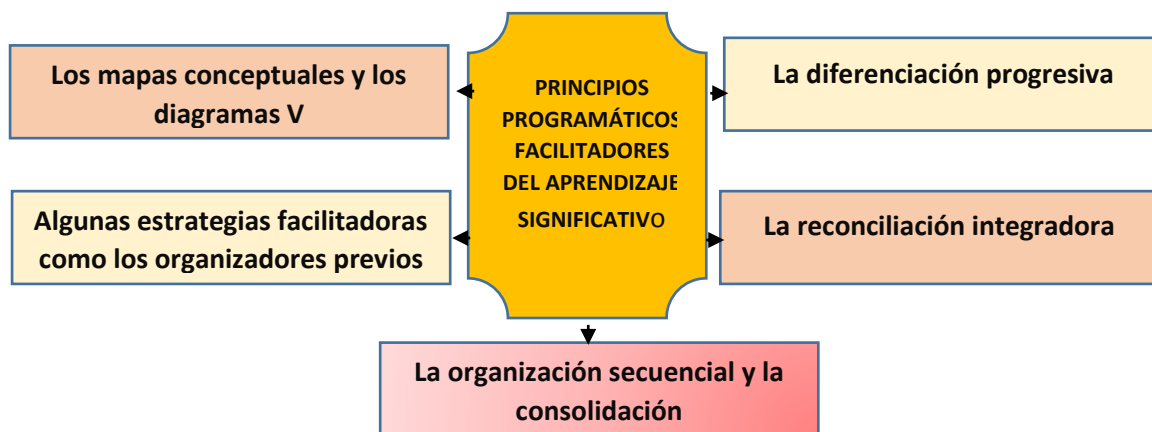 Los mapas conceptuales y los
diagramas V
PRINCIPIOS
PROGRAMÁTICOS
FACILITADORES
DEL APRENDIZAJE
SIGNIFICATIVO
La diferenciación progresiva
Algunas estrategias facilitadoras
como los organizadores previos
La reconciliación integradora
La organización secuencial y la
consolidación